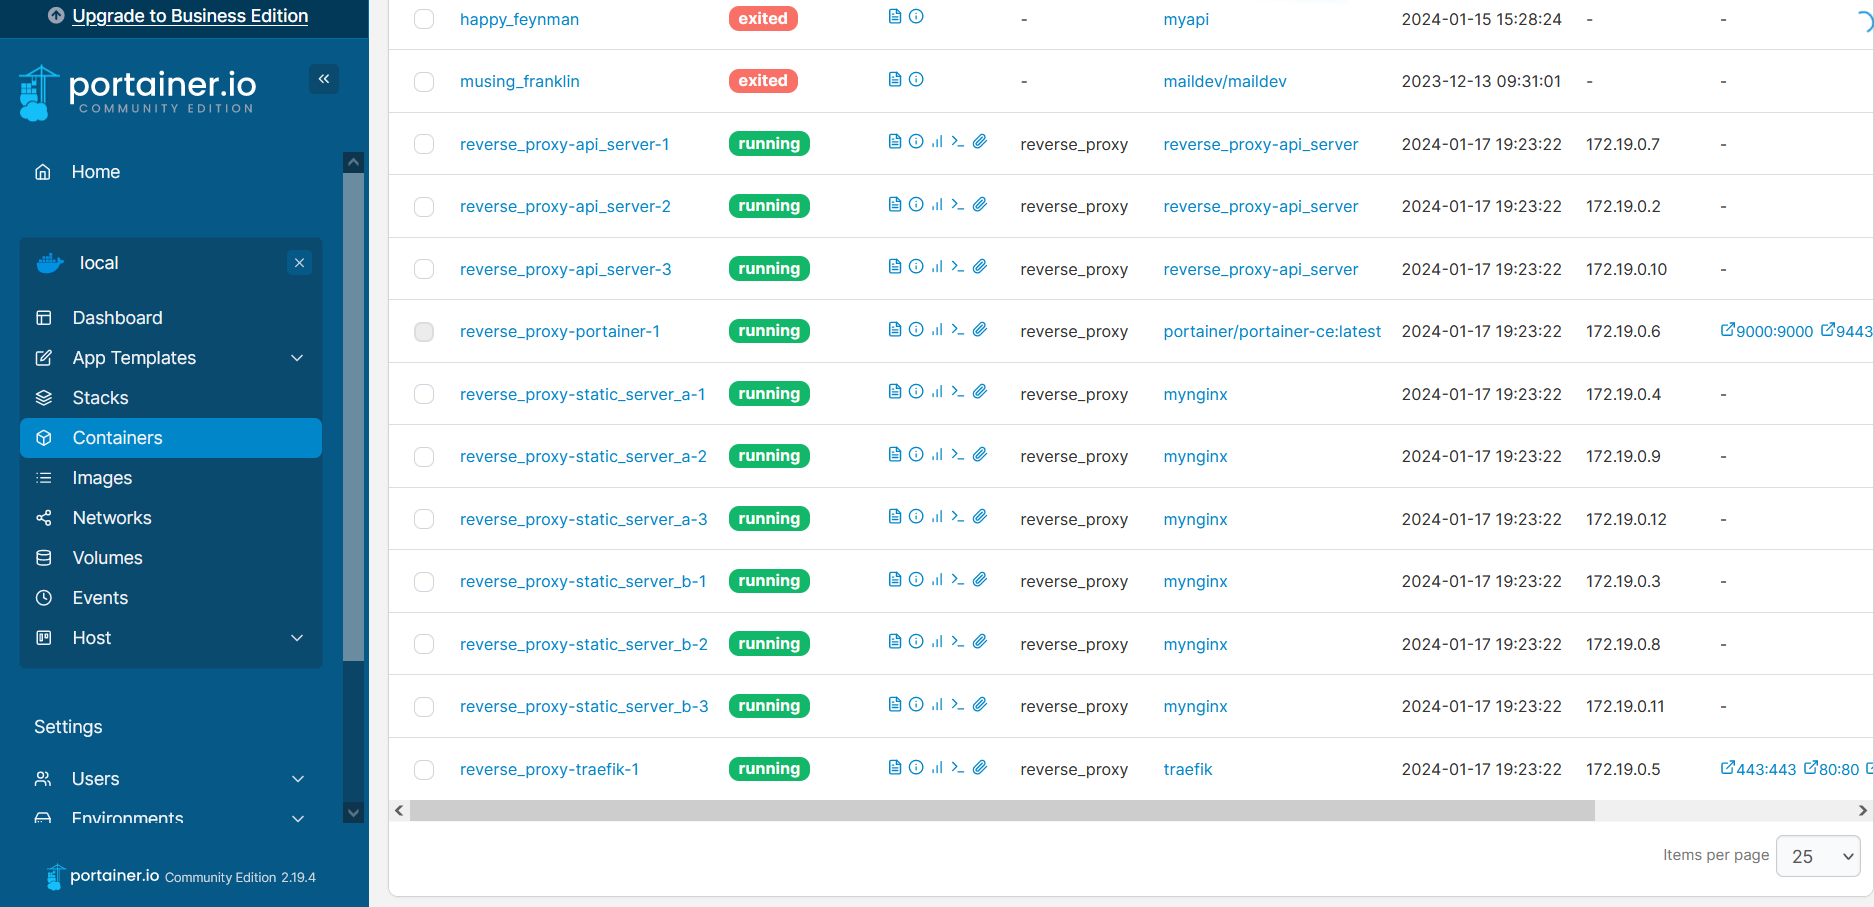 Upgrade to Business Edition
portainer.io
COMMUNITY EDITION
Home
local
Dashboard
App Templates
Stacks
Containers
Images
Networks
Volumes
Events
Host
Settings
Users
Environments
portainer.io Community Edition 2.19.4
happy_feynman exited - myapi 2024-01-15 15:28:24 - -
musing_franklin exited - maildev/maildev 2023-12-13 09:31:01 - -
reverse_proxy-api_server-1 running reverse_proxy reverse_proxy-api_server 2024-01-17 19:23:22 172.19.0.7 -
reverse_proxy-api_server-2 running reverse_proxy reverse_proxy-api_server 2024-01-17 19:23:22 172.19.0.2 -
reverse_proxy-api_server-3 running reverse_proxy reverse_proxy-api_server 2024-01-17 19:23:22 172.19.0.10 -
reverse_proxy-portainer-1 running reverse_proxy portainer/portainer-ce:latest 2024-01-17 19:23:22 172.19.0.6 9000:9000 9443
reverse_proxy-static_server_a-1 running reverse_proxy mynginx 2024-01-17 19:23:22 172.19.0.4 -
reverse_proxy-static_server_a-2 running reverse_proxy mynginx 2024-01-17 19:23:22 172.19.0.9 -
reverse_proxy-static_server_a-3 running reverse_proxy mynginx 2024-01-17 19:23:22 172.19.0.12 -
reverse_proxy-static_server_b-1 running reverse_proxy mynginx 2024-01-17 19:23:22 172.19.0.3 -
reverse_proxy-static_server_b-2 running reverse_proxy mynginx 2024-01-17 19:23:22 172.19.0.8 -
reverse_proxy-static_server_b-3 running reverse_proxy mynginx 2024-01-17 19:23:22 172.19.0.11 -
reverse_proxy-traefik-1 running reverse_proxy traefik 2024-01-17 19:23:22 172.19.0.5 443:443 80:80
Items per page 25